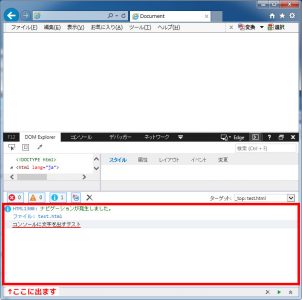 Document
ファイル(F) 編集(E) 表示(V) お気に入り(A) ツール(T) ヘルプ(H)
変換 選択
F12 DOM Explorer コンソール デバッガー ネットワーク Edge
検索 (Ctrl + F)
<!DOCTYPE html>
<html lang="ja">
スタイル 属性 レイアウト イベント 変更
0 0 1
ターゲット: _top: test.html
HTML1300: ナビゲーションが発生しました。
ファイル: test.html
コンソールに文字を出すテスト
↑ここに出ます